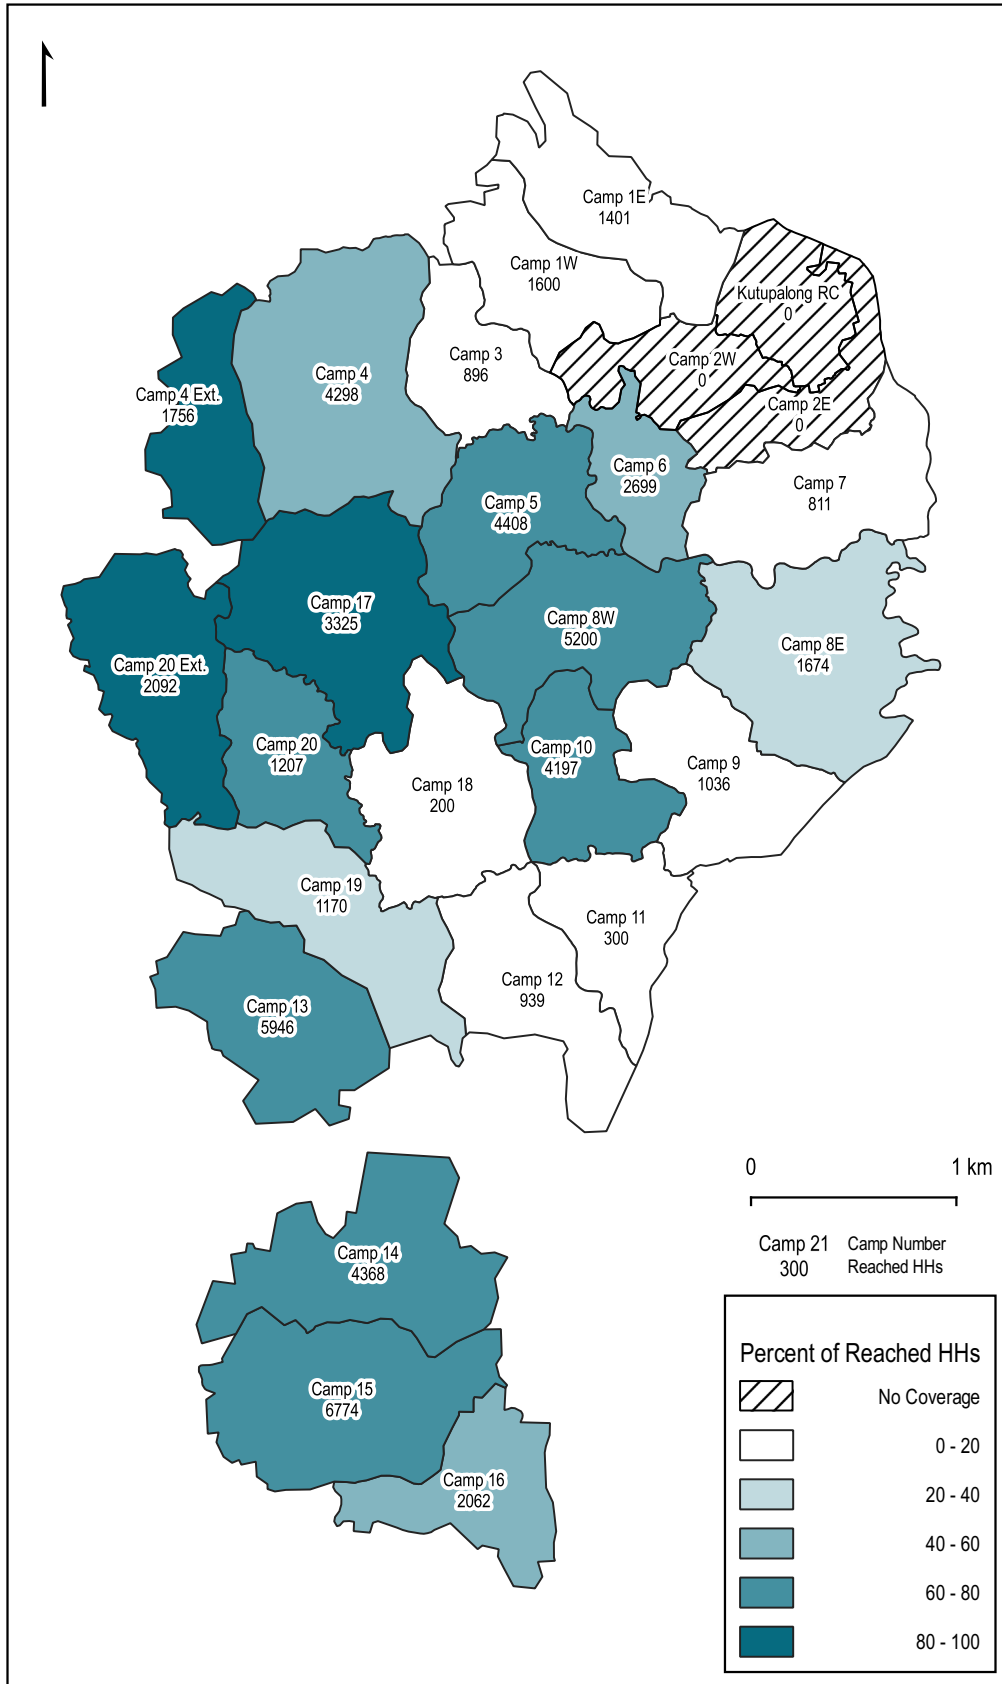 Camp 1E
1401
Camp 1W
1600
Kutupalong RC
0
Camp 3
896
Camp 2W
0
Camp 4
4298
Camp 4 Ext.
1756
Camp 2E
0
Camp 6
2699
Camp 7
811
Camp 5
4408
Camp 17
3325
Camp 8W
5200
Camp 8E
1674
Camp 20 Ext.
2092
Camp 20
1207
Camp 10
4197
Camp 9
1036
Camp 18
200
Camp 19
1170
Camp 11
300
Camp 12
939
Camp 13
5946
0 1 km
Camp 21 Camp Number
300 Reached HHs
Camp 14
4368
Camp 15
6774
Camp 16
2062
Percent of Reached HHs
No Coverage
0 - 20
20 - 40
40 - 60
60 - 80
80 - 100